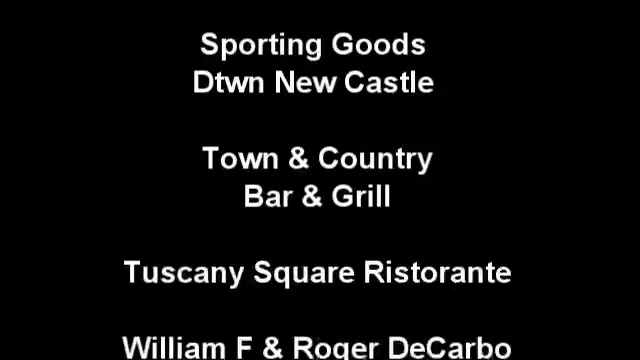 Sporting Goods
Dtwn New Castle
Town & Country
Bar & Grill
Tuscany Square Ristorante
William F & Roger DeCarbo